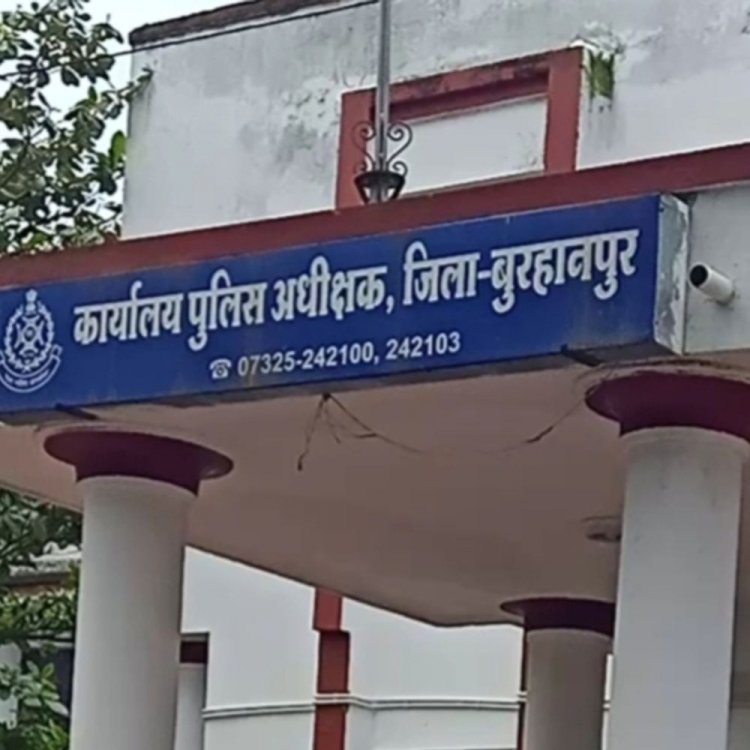 कार्यालय पुलिस अधीक्षक, जिला-बुरहानपुर
☎ 07325-242100, 242103